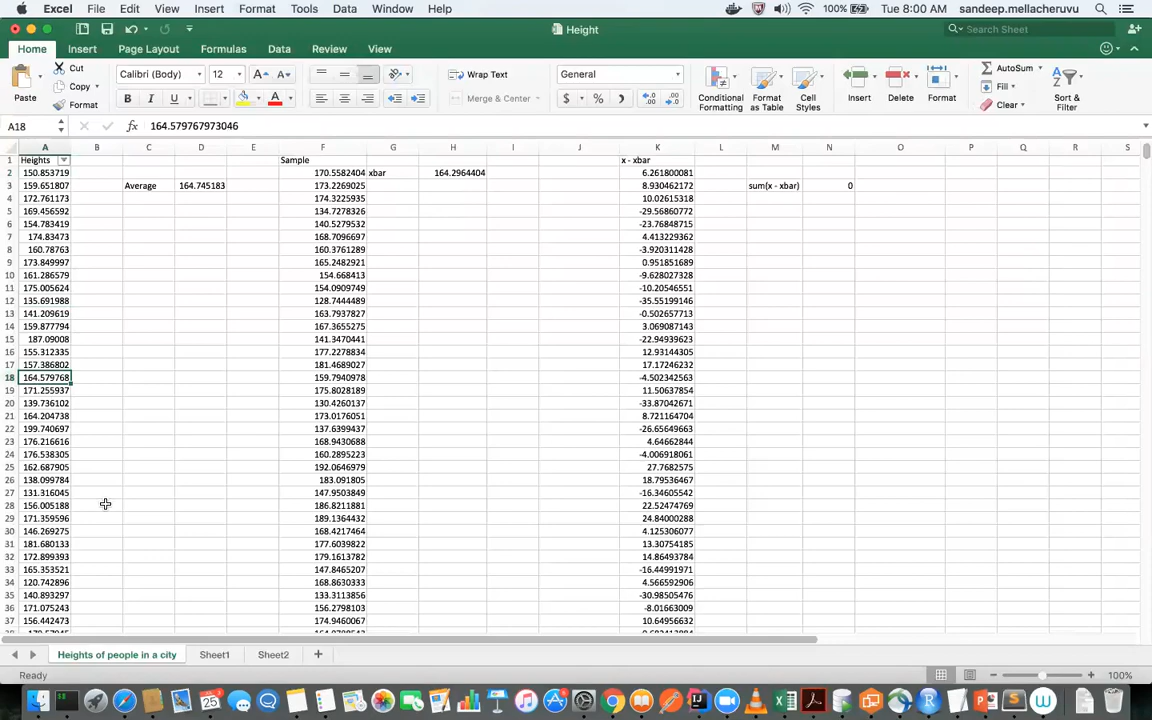 Excel File Edit View Insert Format Tools Data Window Help 100% Tue 8:00 AM sandeep.mellacheruvu
Height
Search Sheet
Home Insert Page Layout Formulas Data Review View
Paste
Cut
Copy
Format
Calibri (Body) 12 A A
B I U A
Wrap Text
Merge & Center
General
$ % )
Conditional Formatting
Format as Table
Cell Styles
Insert
Delete
Format
AutoSum
Fill
Clear
Sort & Filter
A18 fx 164.579767973046
A B C D E F G H I J K L M N O P Q R S
1 Heights Sample x - xbar
2 150.853719 170.5582404 xbar 164.2964404 6.261800081
3 159.651807 Average 164.745183 173.2269025 8.930462172 sum(x - xbar) 0
4 172.761173 174.3225935 10.02615318
5 169.456592 134.7278326 -29.56860772
6 154.783419 140.5279532 -23.76848715
7 174.83473 168.7096697 4.413229362
8 160.78763 160.3761289 -3.920311428
9 173.849997 165.2482921 0.951851689
10 161.286579 154.668413 -9.628027328
11 175.005624 154.0909749 -10.20546551
12 135.691988 128.7444489 -35.55199146
13 141.209619 163.7937827 -0.502657713
14 159.877794 167.3655275 3.069087143
15 187.09008 141.3470441 -22.94939623
16 155.312335 177.2278834 12.93144305
17 157.386802 181.4689027 17.17246232
18 164.579768 159.7940978 -4.502342563
19 171.255937 175.8028189 11.50637854
20 139.736102 130.4260137 -33.87042671
21 164.204738 173.0176051 8.721164704
22 199.740697 137.6399437 -26.65649663
23 176.216616 168.9430688 4.64662844
24 176.538305 160.2895223 -4.006918061
25 162.687905 192.0646979 27.7682575
26 138.099784 183.091805 18.79536467
27 131.316045 147.9503849 -16.34605542
28 156.005188 186.8211881 22.52474769
29 171.359596 189.1364432 24.84000288
30 146.269275 168.4217464 4.125306077
31 181.680133 177.6039822 13.30754185
32 172.899393 179.1613782 14.86493784
33 165.353521 147.8465207 -16.44991971
34 120.742896 168.8630333 4.566592906
35 140.893297 133.3113856 -30.98505476
36 171.075243 156.2798103 -8.01663009
37 156.442473 174.9460067 10.64956632
Heights of people in a city Sheet1 Sheet2 +
Ready 100%